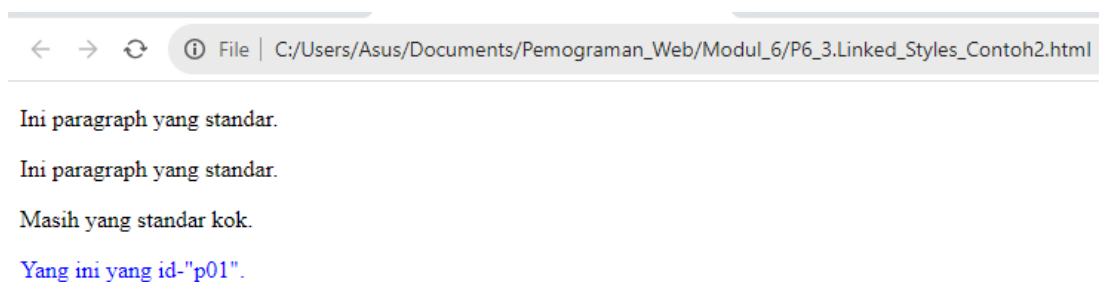 File | C:/Users/Asus/Documents/Pemograman_Web/Modul_6/P6_3.Linked_Styles_Contoh2.html
Ini paragraph yang standar.
Ini paragraph yang standar.
Masih yang standar kok.
Yang ini yang id-"p01".